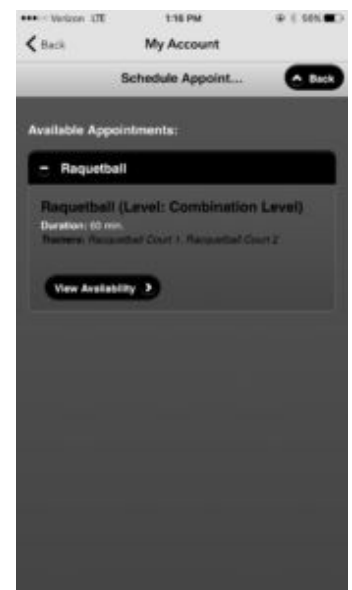 Verizon LTE 1:16 PM
Back My Account
Schedule Appoint... Back
Available Appointments:
Raquetball
Raquetball (Level: Combination Level)
Duration: 60 min.
Trainers: Racquetball Court 1, Racquetball Court 2
View Availability